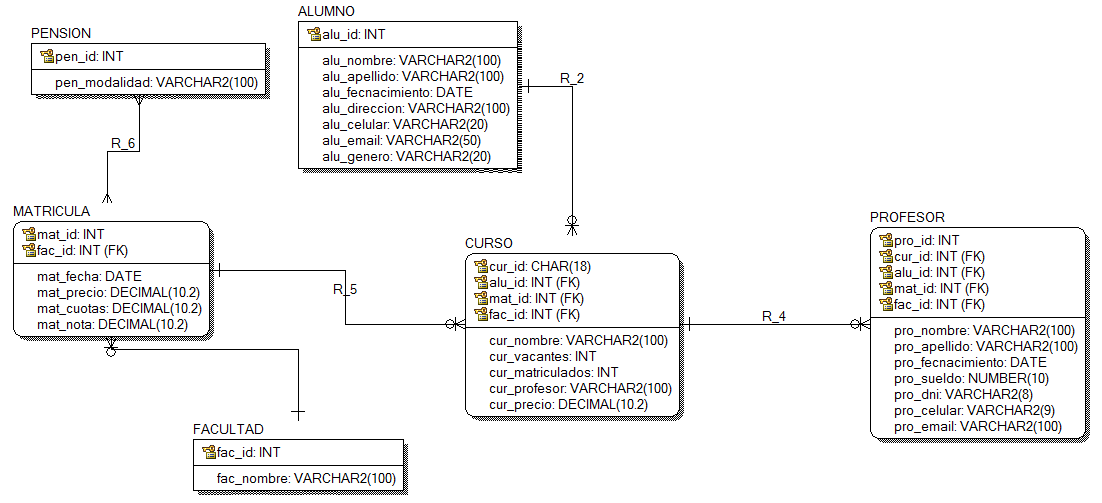 PENSION
pen_id: INT
pen_modalidad: VARCHAR2(100)
ALUMNO
alu_id: INT
alu_nombre: VARCHAR2(100)
alu_apellido: VARCHAR2(100)
alu_fecnacimiento: DATE
alu_direccion: VARCHAR2(100)
alu_celular: VARCHAR2(20)
alu_email: VARCHAR2(50)
alu_genero: VARCHAR2(20)
R_2
R_6
MATRICULA
mat_id: INT
fac_id: INT (FK)
mat_fecha: DATE
mat_precio: DECIMAL(10.2)
mat_cuotas: DECIMAL(10.2)
mat_nota: DECIMAL(10.2)
R_5
CURSO
cur_id: CHAR(18)
alu_id: INT (FK)
mat_id: INT (FK)
fac_id: INT (FK)
cur_nombre: VARCHAR2(100)
cur_vacantes: INT
cur_matriculados: INT
cur_profesor: VARCHAR2(100)
cur_precio: DECIMAL(10.2)
R_4
PROFESOR
pro_id: INT
cur_id: INT (FK)
alu_id: INT (FK)
mat_id: INT (FK)
fac_id: INT (FK)
pro_nombre: VARCHAR2(100)
pro_apellido: VARCHAR2(100)
pro_fecnacimiento: DATE
pro_sueldo: NUMBER(10)
pro_dni: VARCHAR2(8)
pro_celular: VARCHAR2(9)
pro_email: VARCHAR2(100)
FACULTAD
fac_id: INT
fac_nombre: VARCHAR2(100)